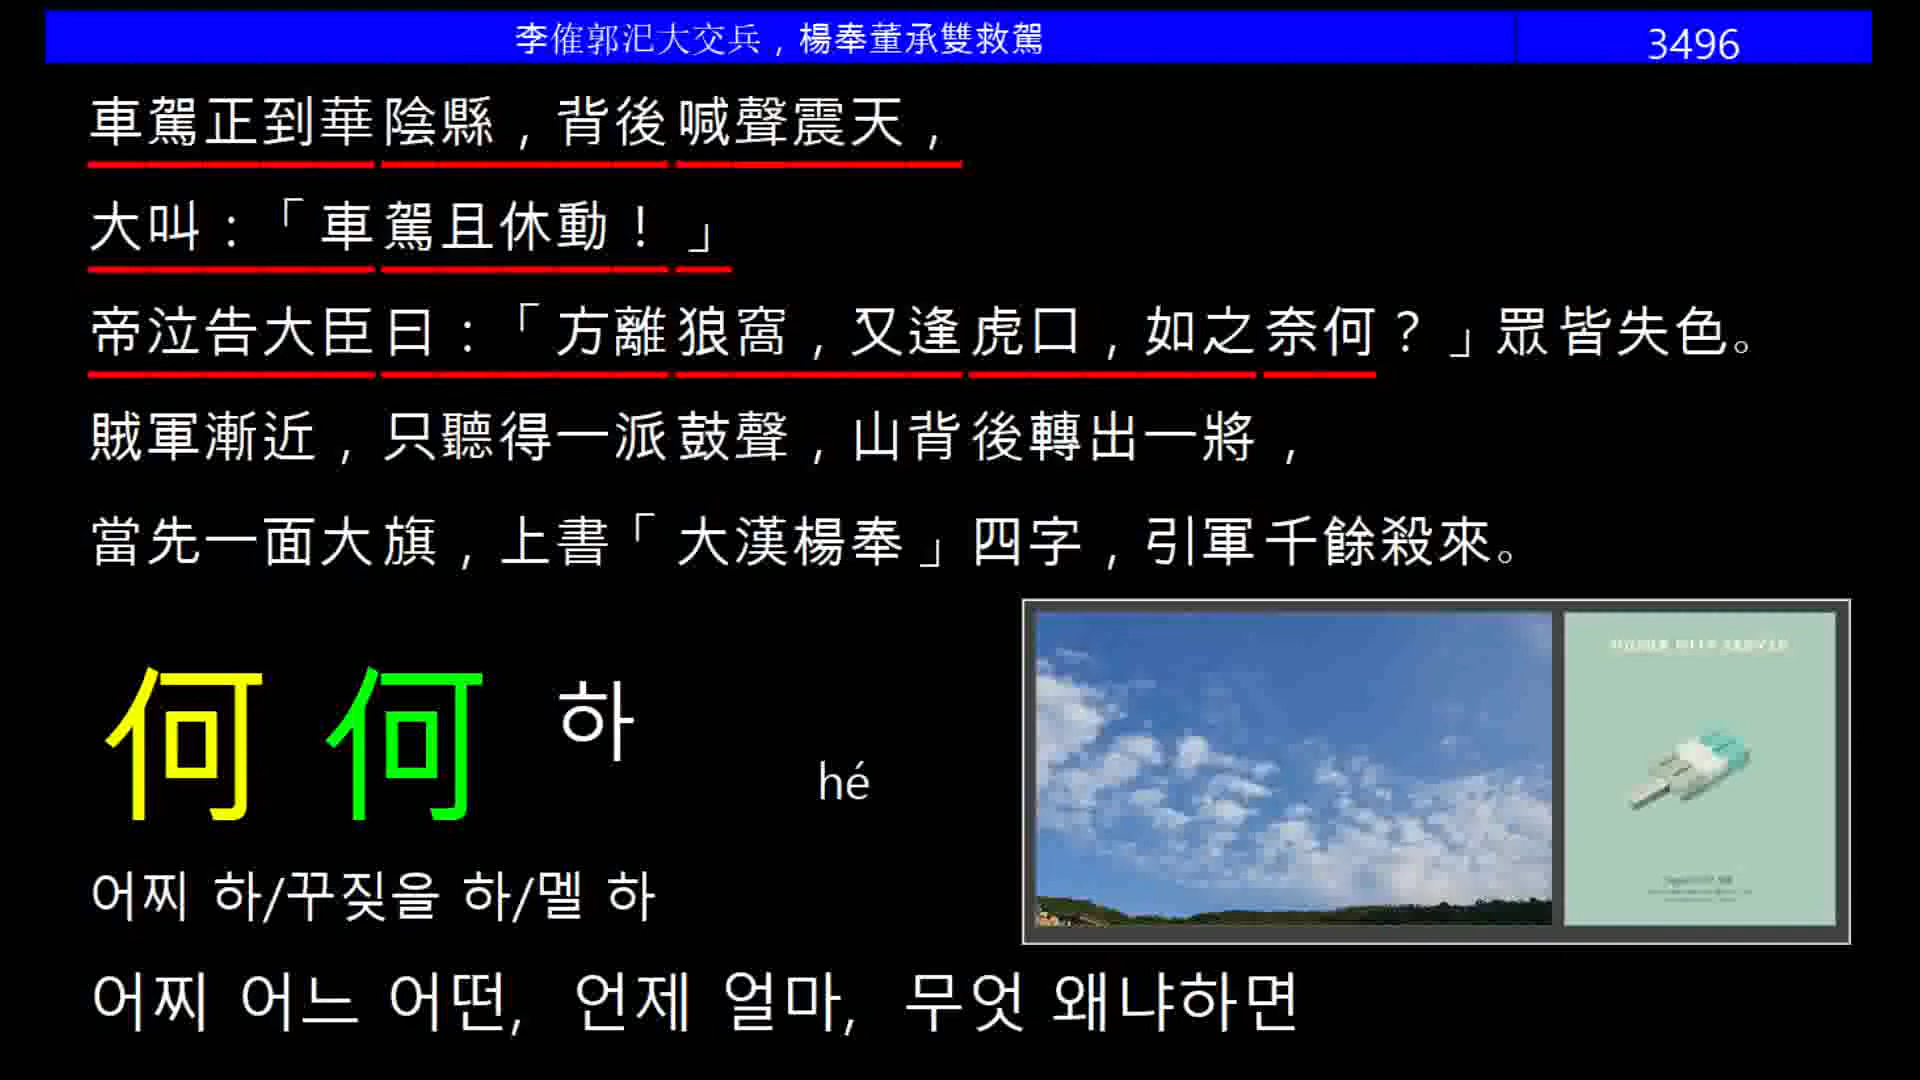 李傕郭汜大交兵，楊奉董承雙救駕
3496
車駕正到華陰縣，背後喊聲震天，
大叫：「車駕且休動！」
帝泣告大臣曰：「方離狼窩，又逢虎口，如之奈何？」眾皆失色。
賊軍漸近，只聽得一派鼓聲，山背後轉出一將，
當先一面大旗，上書「大漢楊奉」四字，引軍千餘殺來。
何 何 하 hé
어찌 하/꾸짖을 하/멜 하
어찌 어느 어떤, 언제 얼마, 무엇 왜냐하면